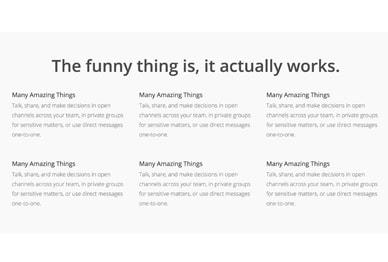 The funny thing is, it actually works.
Many Amazing Things
Talk, share, and make decisions in open
channels across your team, in private groups
for sensitive matters, or use direct messages
one-to-one.
Many Amazing Things
Talk, share, and make decisions in open
channels across your team, in private groups
for sensitive matters, or use direct messages
one-to-one.
Many Amazing Things
Talk, share, and make decisions in open
channels across your team, in private groups
for sensitive matters, or use direct messages
one-to-one.
Many Amazing Things
Talk, share, and make decisions in open
channels across your team, in private groups
for sensitive matters, or use direct messages
one-to-one.
Many Amazing Things
Talk, share, and make decisions in open
channels across your team, in private groups
for sensitive matters, or use direct messages
one-to-one.
Many Amazing Things
Talk, share, and make decisions in open
channels across your team, in private groups
for sensitive matters, or use direct messages
one-to-one.